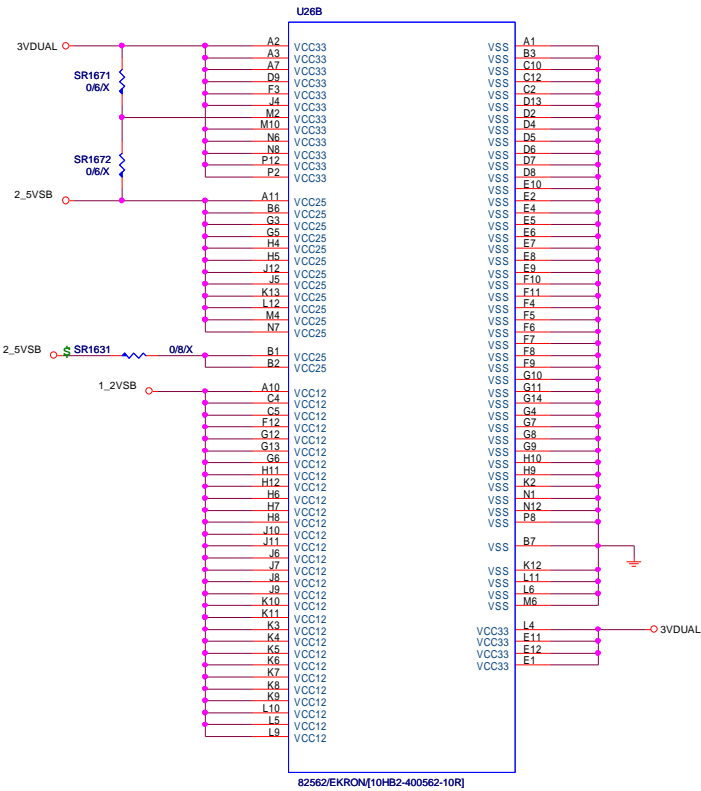 U26B
3VDUAL
SR1671
0/6/X
SR1672
0/6/X
2_5VSB
2_5VSB
$ SR1631 0/8/X
1_2VSB
A2 VCC33
A3 VCC33
A7 VCC33
D9 VCC33
F3 VCC33
J4 VCC33
M2 VCC33
M10 VCC33
N6 VCC33
N8 VCC33
P12 VCC33
P2 VCC33
A11 VCC25
B6 VCC25
G3 VCC25
G5 VCC25
H4 VCC25
H5 VCC25
J12 VCC25
J5 VCC25
K13 VCC25
L12 VCC25
M4 VCC25
N7 VCC25
B1 VCC25
B2 VCC25
A10 VCC12
C4 VCC12
C5 VCC12
F12 VCC12
G12 VCC12
G13 VCC12
G6 VCC12
H11 VCC12
H12 VCC12
H6 VCC12
H7 VCC12
H8 VCC12
J10 VCC12
J11 VCC12
J6 VCC12
J7 VCC12
J8 VCC12
J9 VCC12
K10 VCC12
K11 VCC12
K3 VCC12
K4 VCC12
K5 VCC12
K6 VCC12
K7 VCC12
K8 VCC12
K9 VCC12
L10 VCC12
L5 VCC12
L9 VCC12
VSS A1
VSS B3
VSS C10
VSS C12
VSS C2
VSS D13
VSS D2
VSS D4
VSS D5
VSS D6
VSS D7
VSS D8
VSS E10
VSS E2
VSS E4
VSS E5
VSS E6
VSS E7
VSS E8
VSS E9
VSS F10
VSS F11
VSS F4
VSS F5
VSS F6
VSS F7
VSS F8
VSS F9
VSS G10
VSS G11
VSS G14
VSS G4
VSS G7
VSS G8
VSS G9
VSS H10
VSS H9
VSS K2
VSS N1
VSS N12
VSS P8
VSS B7
VSS K12
VSS L11
VSS L6
VSS M6
VCC33 L4
VCC33 E11
VCC33 E12
VCC33 E1
3VDUAL
82562/EKRON/[10HB2-400562-10R]